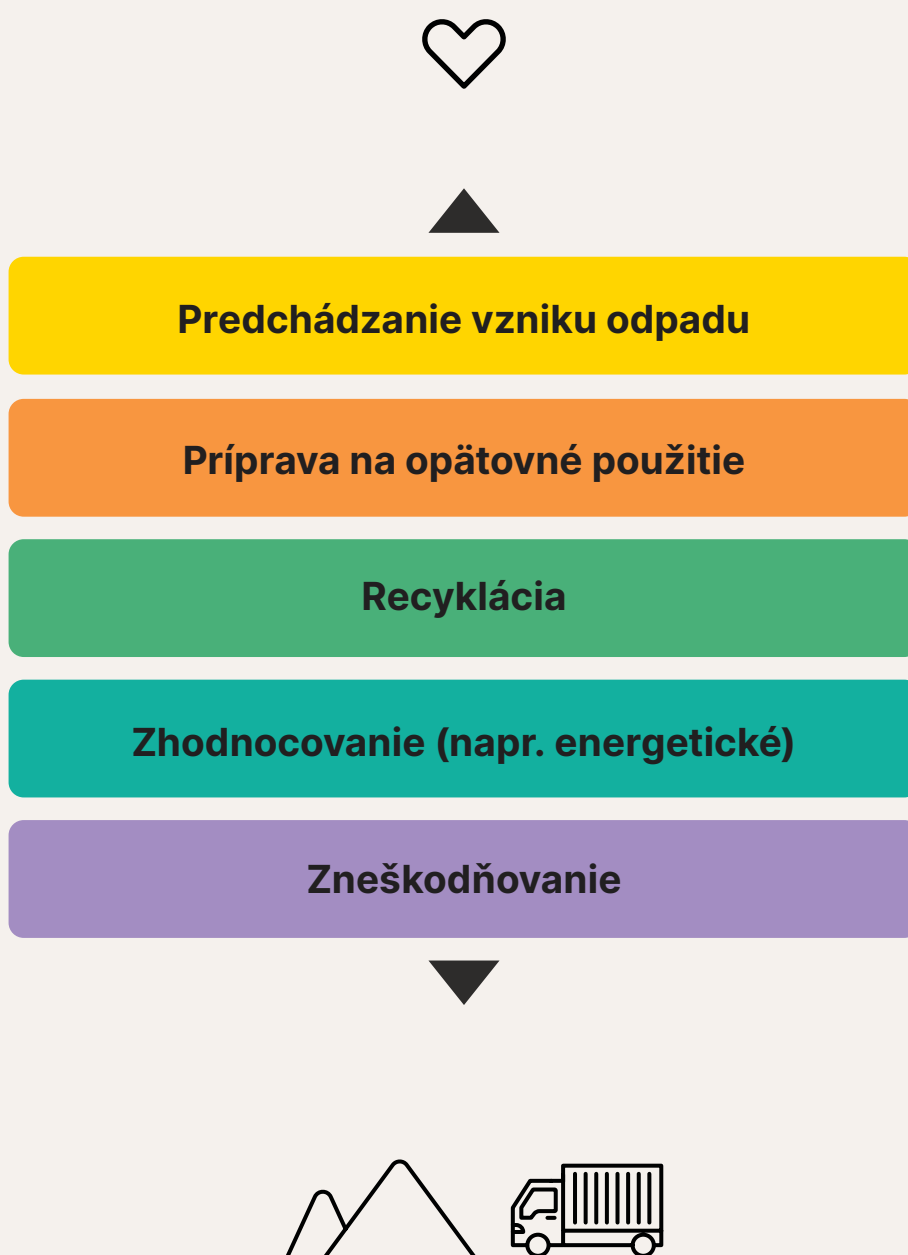 Predchádzanie vzniku odpadu
Príprava na opätovné použitie
Recyklácia
Zhodnocovanie (napr. energetické)
Zneškodňovanie